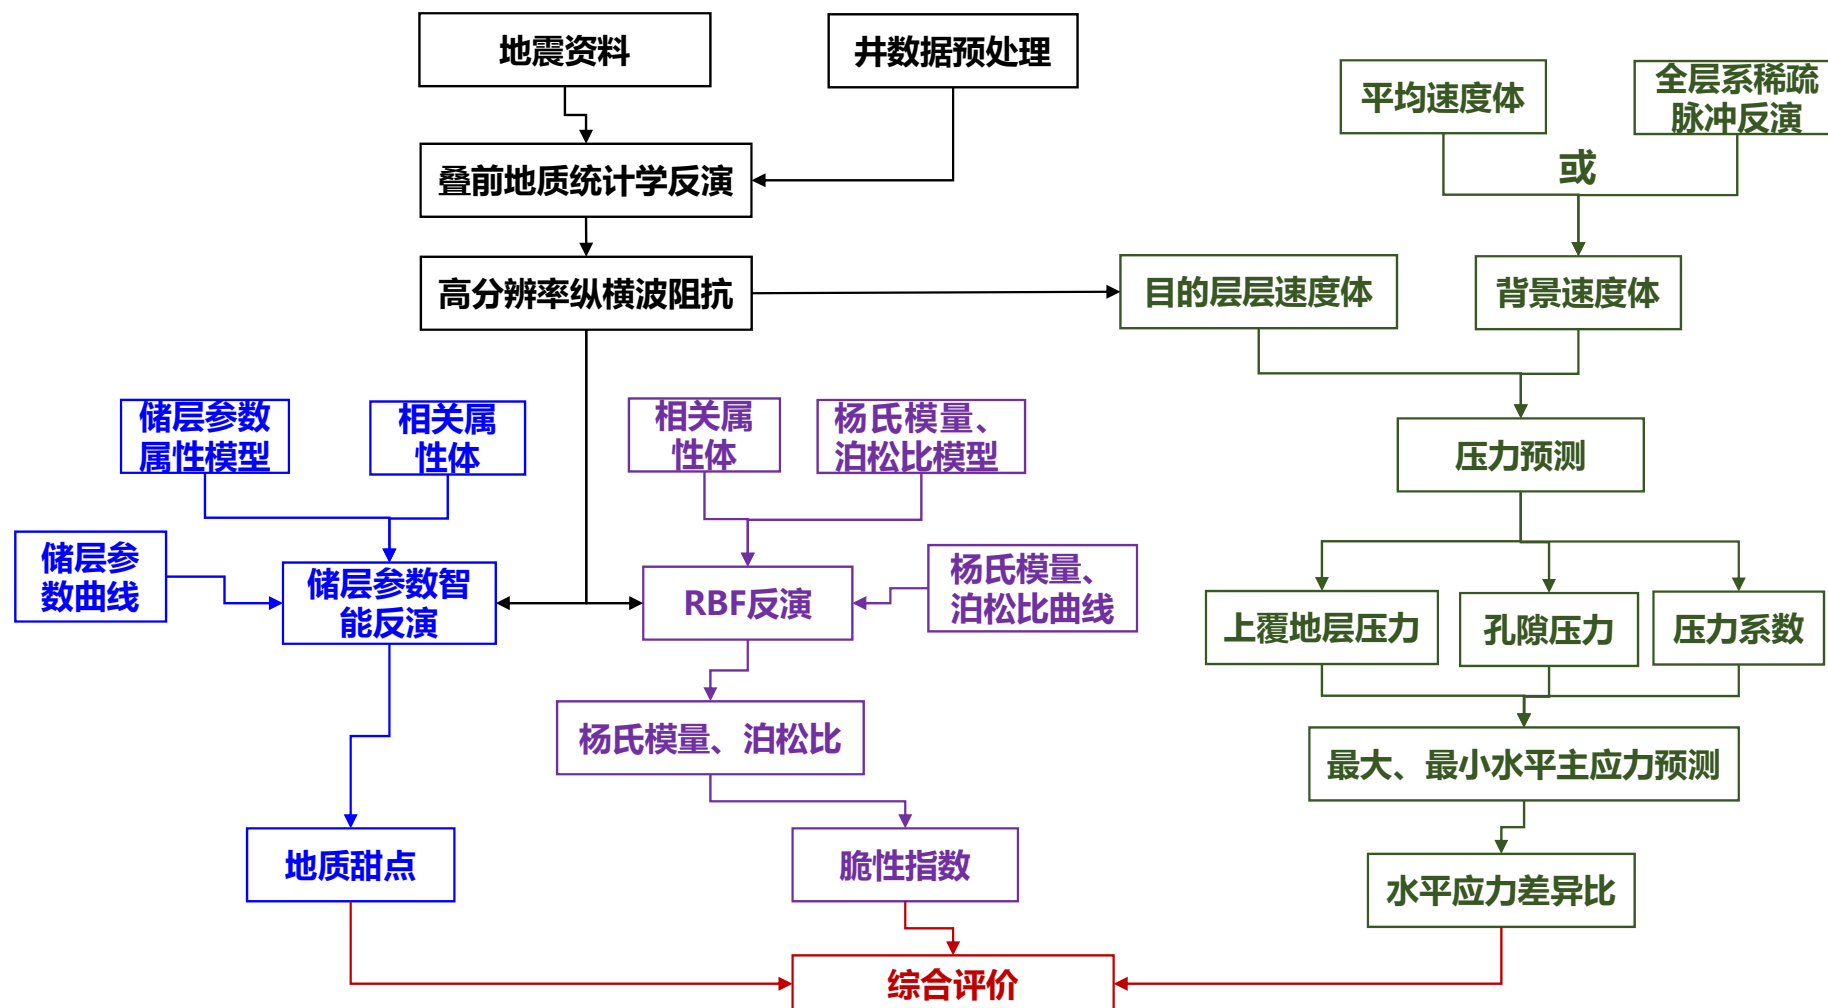 地震资料
井数据预处理
平均速度体
全层系稀疏
脉冲反演
或
叠前地质统计学反演
高分辨率纵横波阻抗
目的层层速度体
背景速度体
储层参数
属性模型
相关属
性体
相关属
性体
杨氏模量、
泊松比模型
压力预测
储层参
数曲线
储层参数智
能反演
RBF反演
杨氏模量、
泊松比曲线
上覆地层压力
孔隙压力
压力系数
杨氏模量、泊松比
最大、最小水平主应力预测
地质甜点
脆性指数
水平应力差异比
综合评价